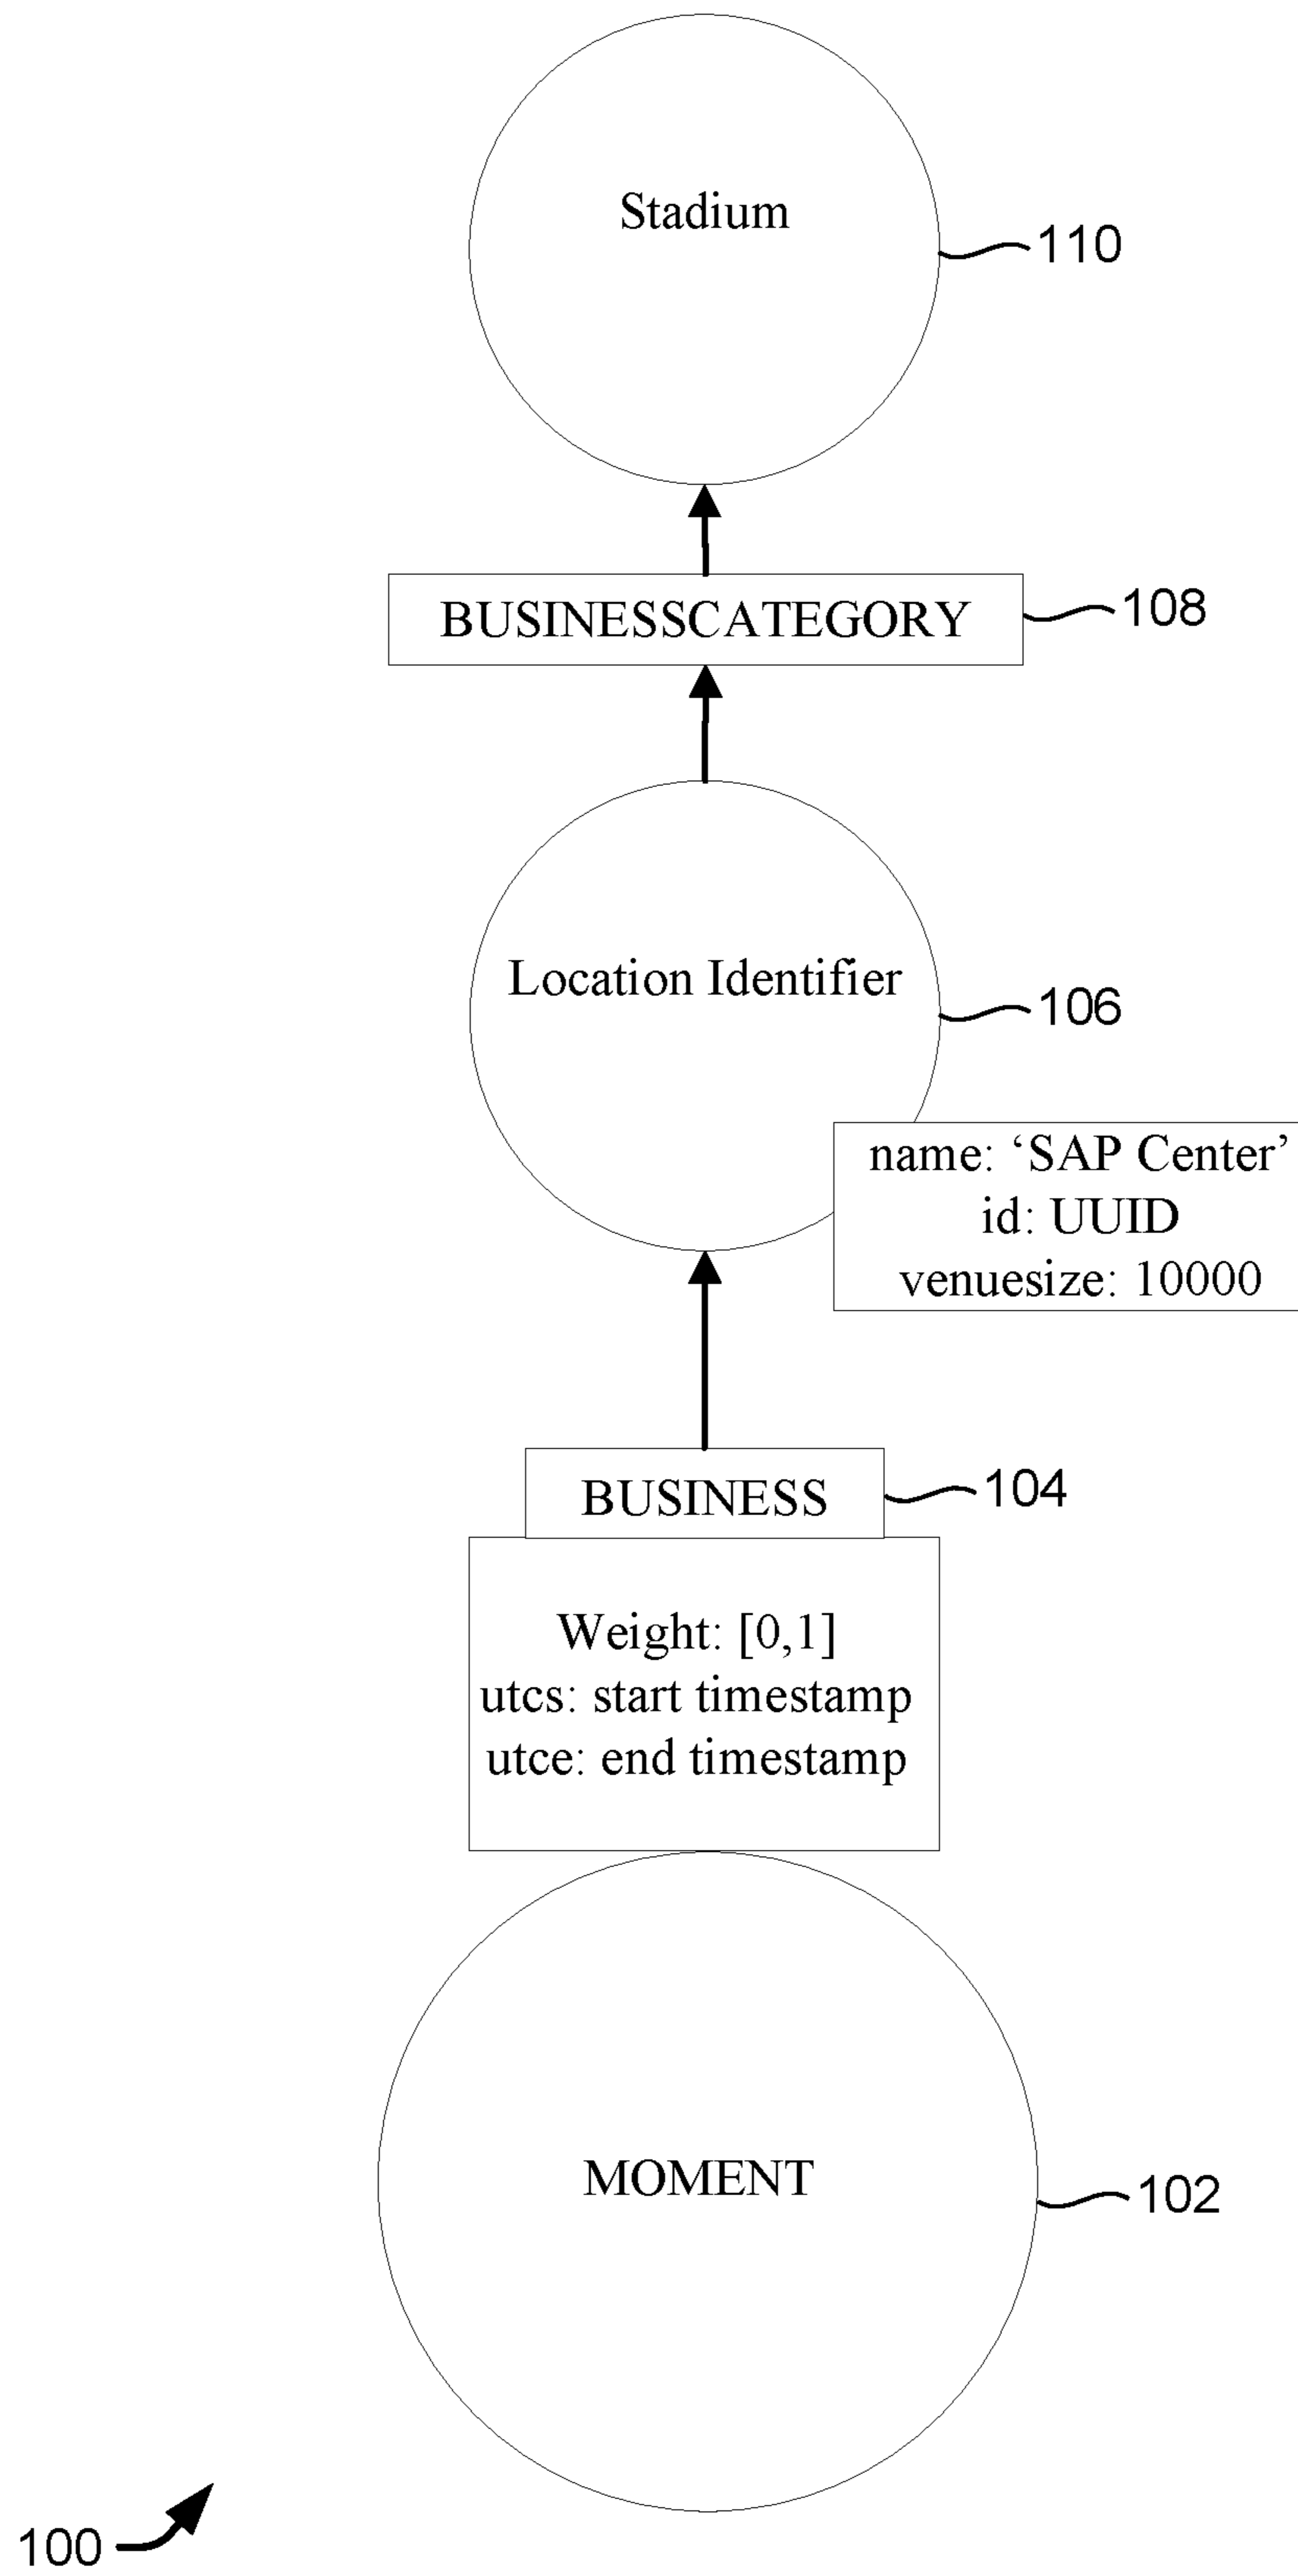 Stadium
110
BUSINESSCATEGORY
108
Location Identifier
106
name: ‘SAP Center’
id: UUID
venuesize: 10000
BUSINESS
104
Weight: [0,1]
utcs: start timestamp
utce: end timestamp
MOMENT
102
100